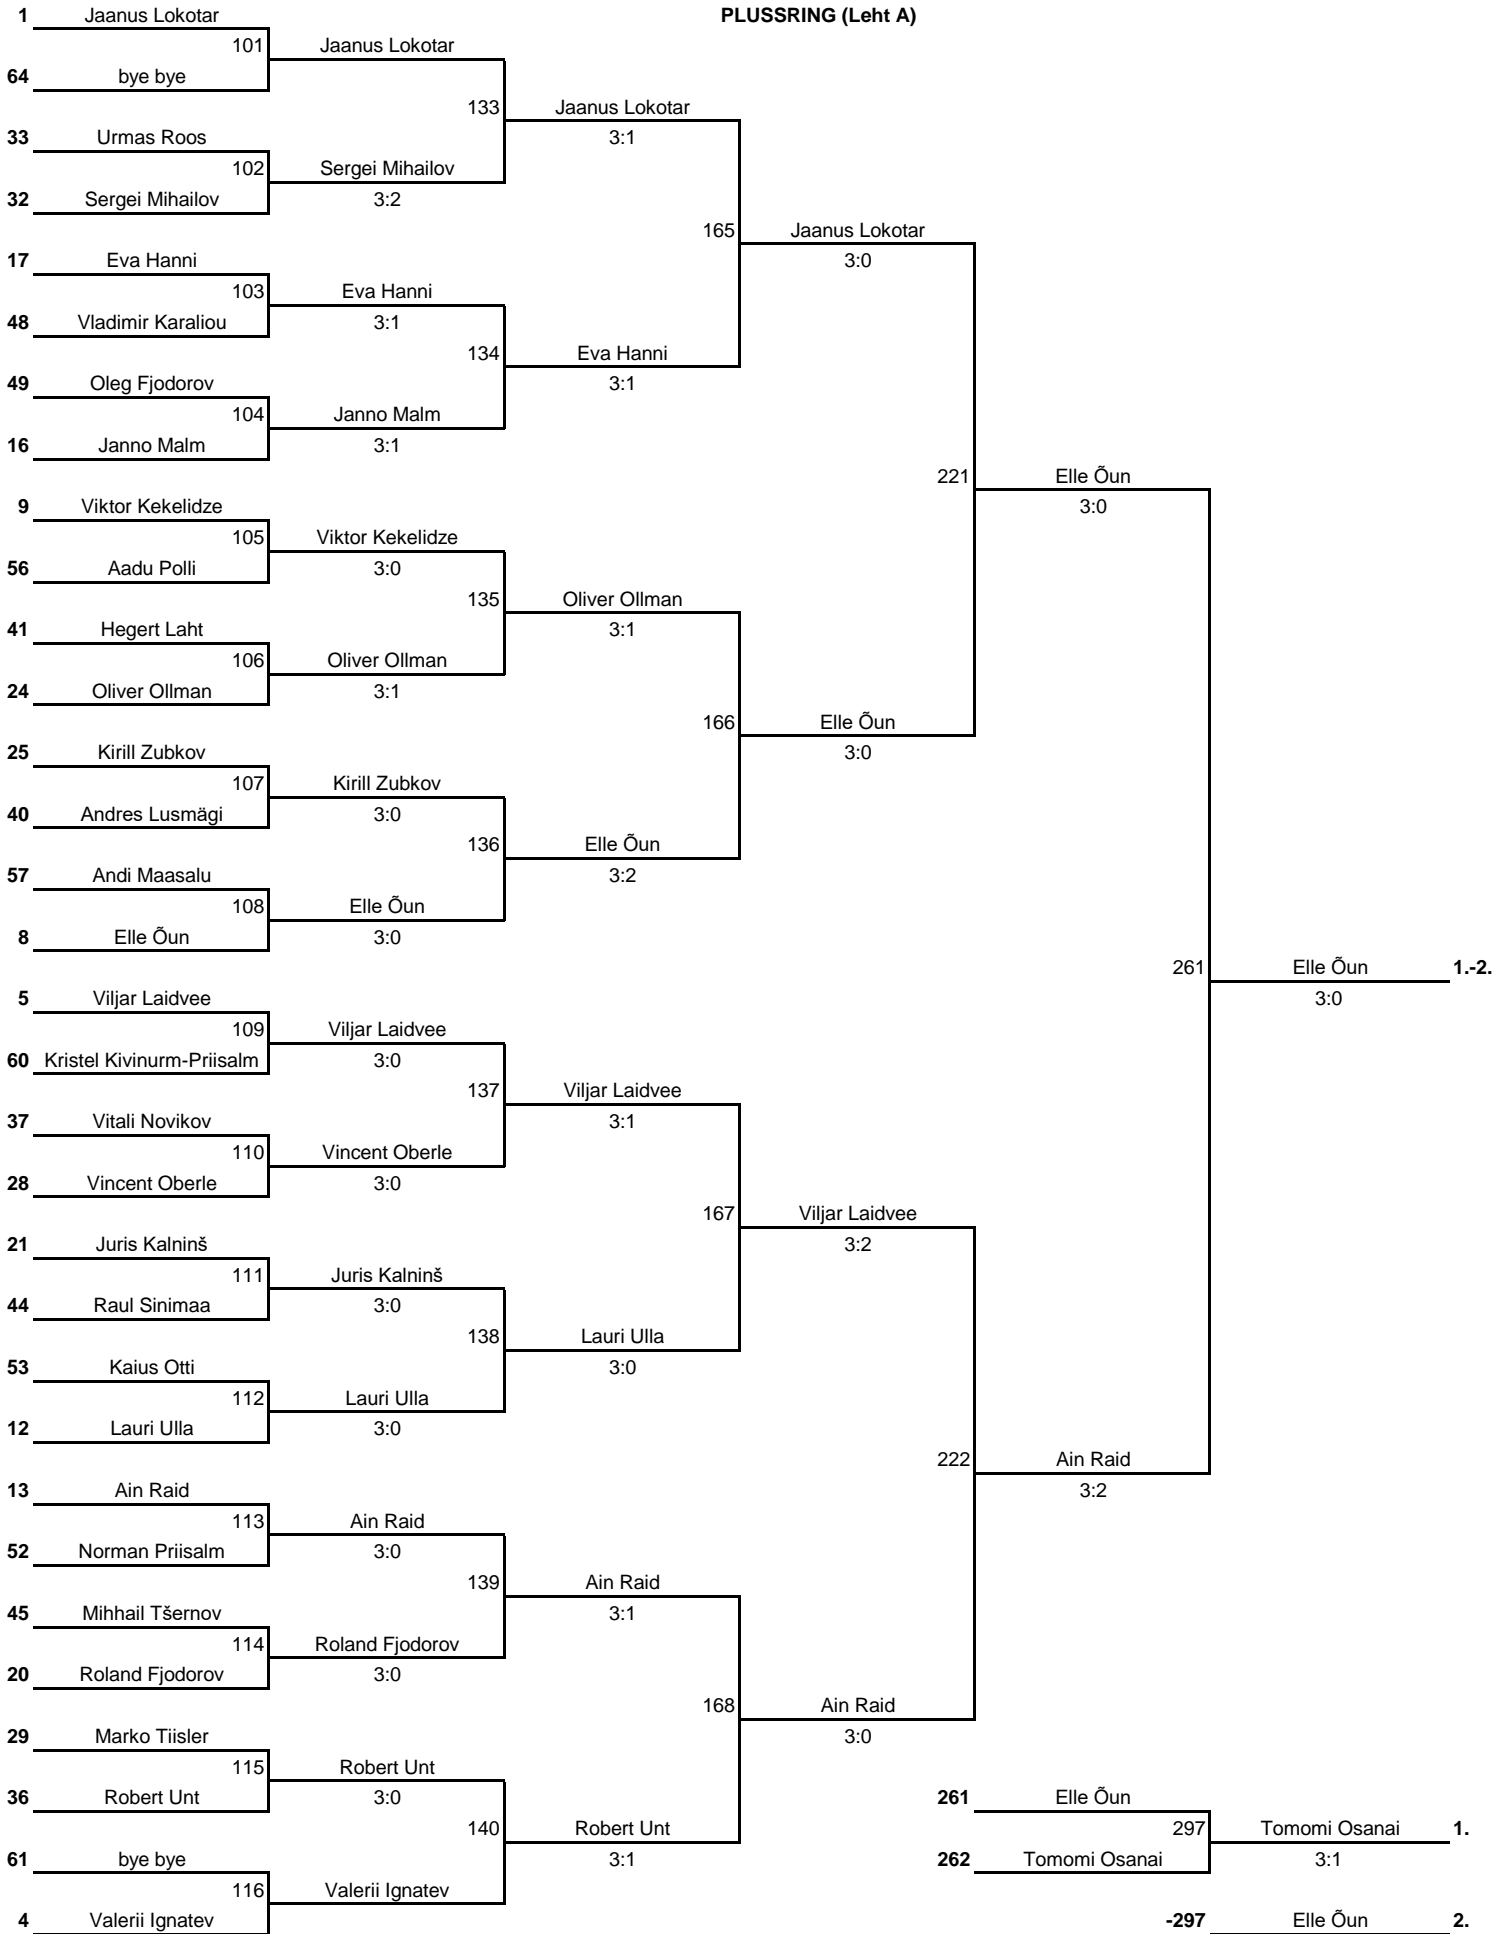 1 Jaanus Lokotar PLUSSRING (Leht A)
101 Jaanus Lokotar
64 bye bye
133 Jaanus Lokotar
33 Urmas Roos 3:1
102 Sergei Mihailov
32 Sergei Mihailov 3:2
165 Jaanus Lokotar
17 Eva Hanni 3:0
103 Eva Hanni
48 Vladimir Karaliou 3:1
134 Eva Hanni
49 Oleg Fjodorov 3:1
104 Janno Malm
16 Janno Malm 3:1
221 Elle Õun
9 Viktor Kekelidze 3:0
105 Viktor Kekelidze
56 Aadu Polli 3:0
135 Oliver Ollman
41 Hegert Laht 3:1
106 Oliver Ollman
24 Oliver Ollman 3:1
166 Elle Õun
25 Kirill Zubkov 3:0
107 Kirill Zubkov
40 Andres Lusmägi 3:0
136 Elle Õun
57 Andi Maasalu 3:2
108 Elle Õun
8 Elle Õun 3:0
261 Elle Õun 1.-2.
5 Viljar Laidvee 3:0
109 Viljar Laidvee
60 Kristel Kivinurm-Priisalm 3:0
137 Viljar Laidvee
37 Vitali Novikov 3:1
110 Vincent Oberle
28 Vincent Oberle 3:0
167 Viljar Laidvee
21 Juris Kalninš 3:2
111 Juris Kalninš
44 Raul Sinimaa 3:0
138 Lauri Ulla
53 Kaius Otti 3:0
112 Lauri Ulla
12 Lauri Ulla 3:0
222 Ain Raid
13 Ain Raid 3:2
113 Ain Raid
52 Norman Priisalm 3:0
139 Ain Raid
45 Mihhail Tšernov 3:1
114 Roland Fjodorov
20 Roland Fjodorov 3:0
168 Ain Raid
29 Marko Tiisler 3:0
115 Robert Unt
36 Robert Unt 3:0 261 Elle Õun
140 Robert Unt 297 Tomomi Osanai 1.
61 bye bye 3:1 262 Tomomi Osanai 3:1
116 Valerii Ignatev
4 Valerii Ignatev -297 Elle Õun 2.